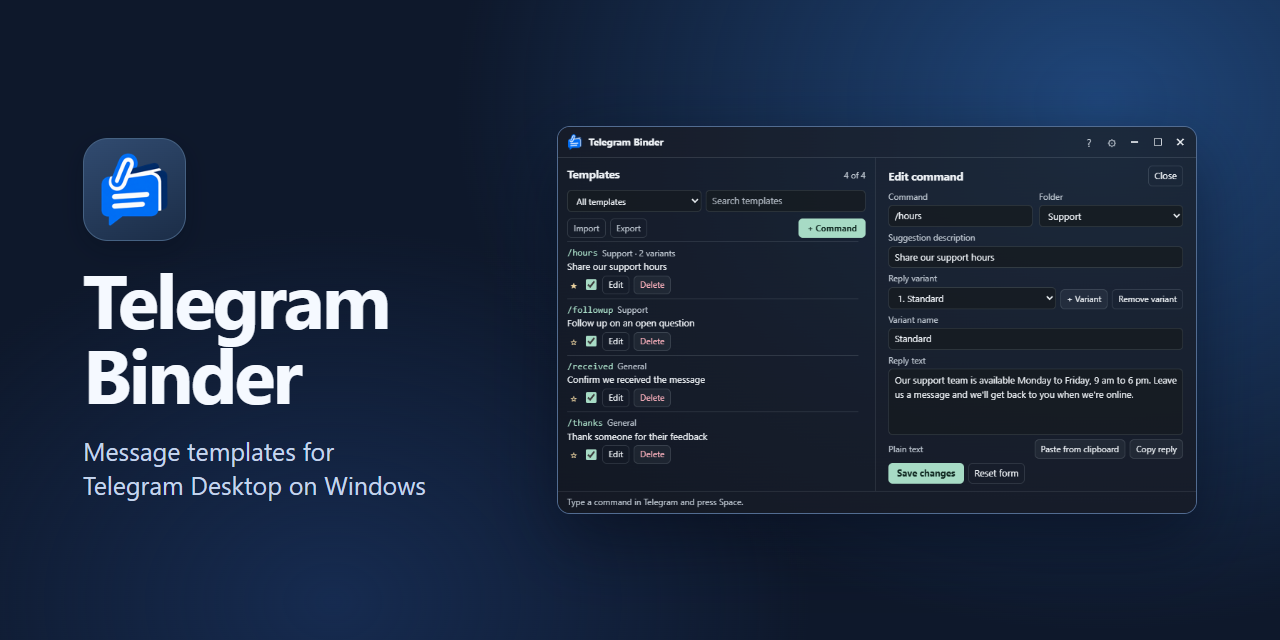 Telegram
Binder
Message templates for
Telegram Desktop on Windows
Telegram Binder
?
Templates
4 of 4
All templates
Search templates
Import
Export
+ Command
/hours Support · 2 variants
Share our support hours
Edit
Delete
/followup Support
Follow up on an open question
Edit
Delete
/received General
Confirm we received the message
Edit
Delete
/thanks General
Thank someone for their feedback
Edit
Delete
Edit command
Close
Command
Folder
/hours
Support
Suggestion description
Share our support hours
Reply variant
1. Standard
+ Variant
Remove variant
Variant name
Standard
Reply text
Our support team is available Monday to Friday, 9 am to 6 pm. Leave
us a message and we'll get back to you when we're online.
Plain text
Paste from clipboard
Copy reply
Save changes
Reset form
Type a command in Telegram and press Space.